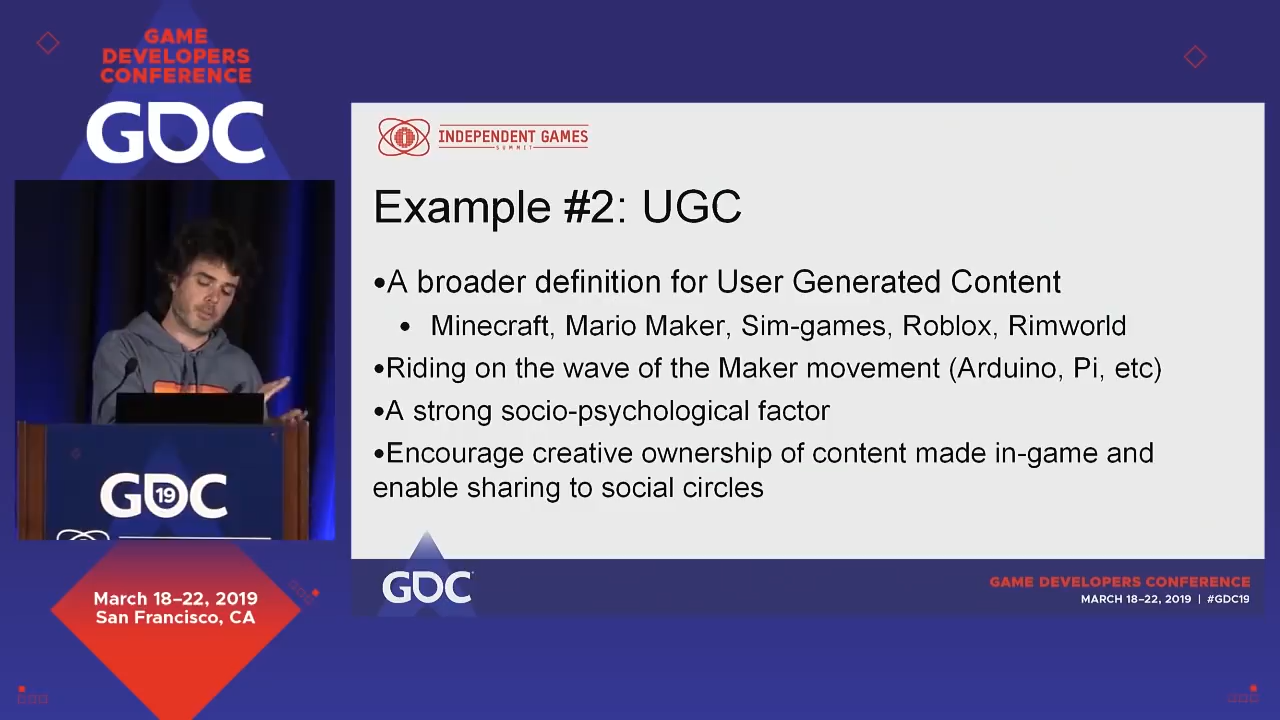 GAME
DEVELOPERS
CONFERENCE
GDC
INDEPENDENT GAMES
SUMMIT
Example #2: UGC
•A broader definition for User Generated Content
• Minecraft, Mario Maker, Sim-games, Roblox, Rimworld
•Riding on the wave of the Maker movement (Arduino, Pi, etc)
•A strong socio-psychological factor
•Encourage creative ownership of content made in-game and
enable sharing to social circles
GDC 19
March 18–22, 2019
San Francisco, CA
GDC
GAME DEVELOPERS CONFERENCE
MARCH 18–22, 2019 | #GDC19